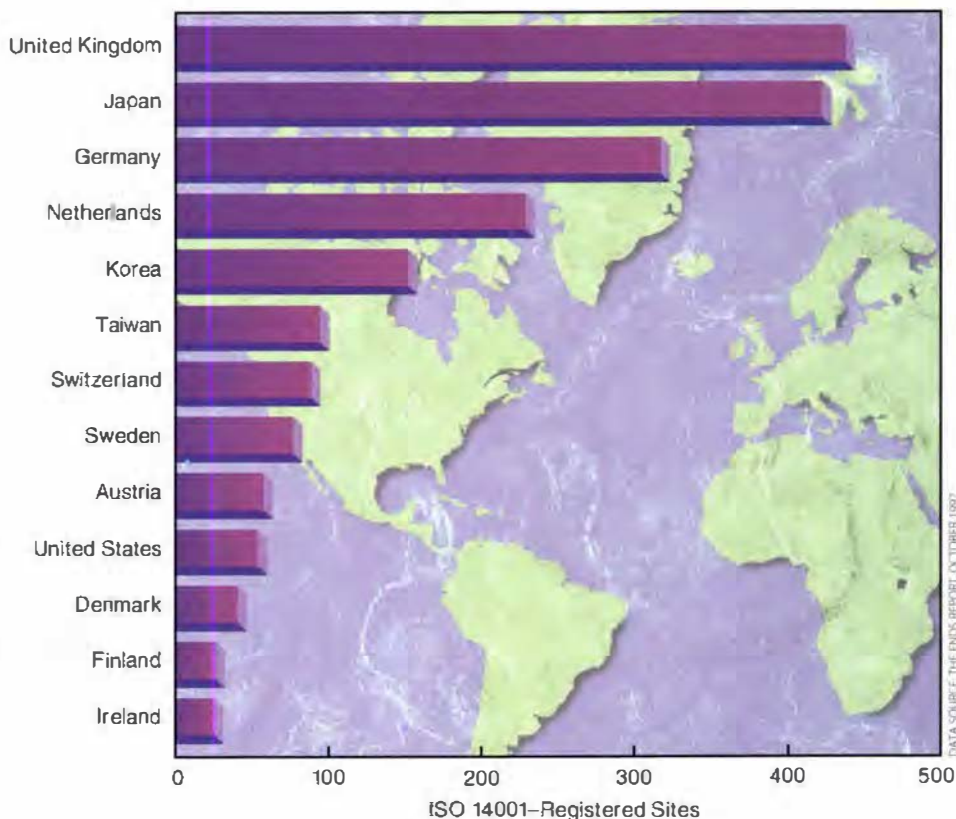 United Kingdom
Japan
Germany
Netherlands
Korea
Taiwan
Switzerland
Sweden
Austria
United States
Denmark
Finland
Ireland
0 100 200 300 400 500
ISO 14001–Registered Sites
DATA SOURCE: THE ENDS REPORT, OCTOBER 1997